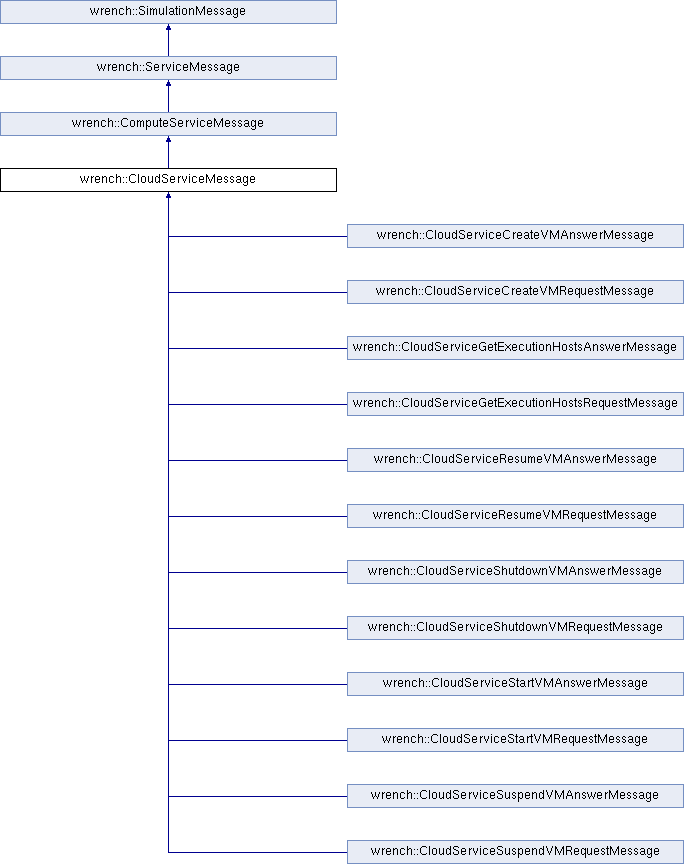 wrench::SimulationMessage
wrench::ServiceMessage
wrench::ComputeServiceMessage
wrench::CloudServiceMessage
wrench::CloudServiceCreateVMAnswerMessage
wrench::CloudServiceCreateVMRequestMessage
wrench::CloudServiceGetExecutionHostsAnswerMessage
wrench::CloudServiceGetExecutionHostsRequestMessage
wrench::CloudServiceResumeVMAnswerMessage
wrench::CloudServiceResumeVMRequestMessage
wrench::CloudServiceShutdownVMAnswerMessage
wrench::CloudServiceShutdownVMRequestMessage
wrench::CloudServiceStartVMAnswerMessage
wrench::CloudServiceStartVMRequestMessage
wrench::CloudServiceSuspendVMAnswerMessage
wrench::CloudServiceSuspendVMRequestMessage